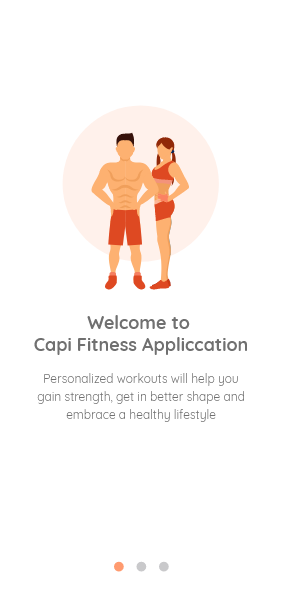 Welcome to
Capi Fitness Appliccation
Personalized workouts will help you
gain strength, get in better shape and
embrace a healthy lifestyle